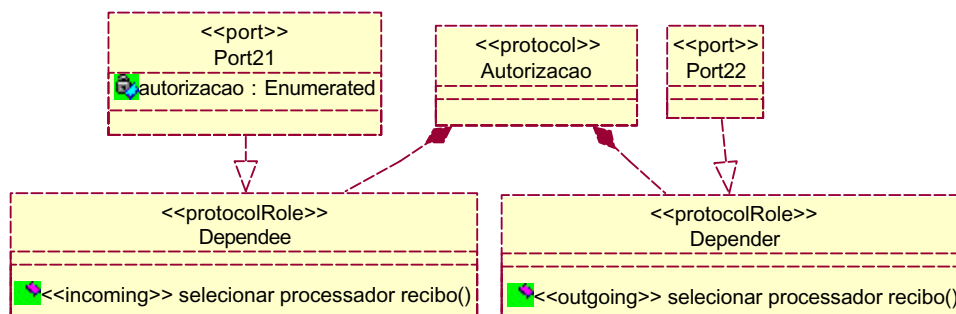 <<port>>
Port21
autorizacao : Enumerated
<<protocol>>
Autorizacao
<<port>>
Port22
<<protocolRole>>
Dependee
<<incoming>> selecionar processador recibo()
<<protocolRole>>
Depender
<<outgoing>> selecionar processador recibo()